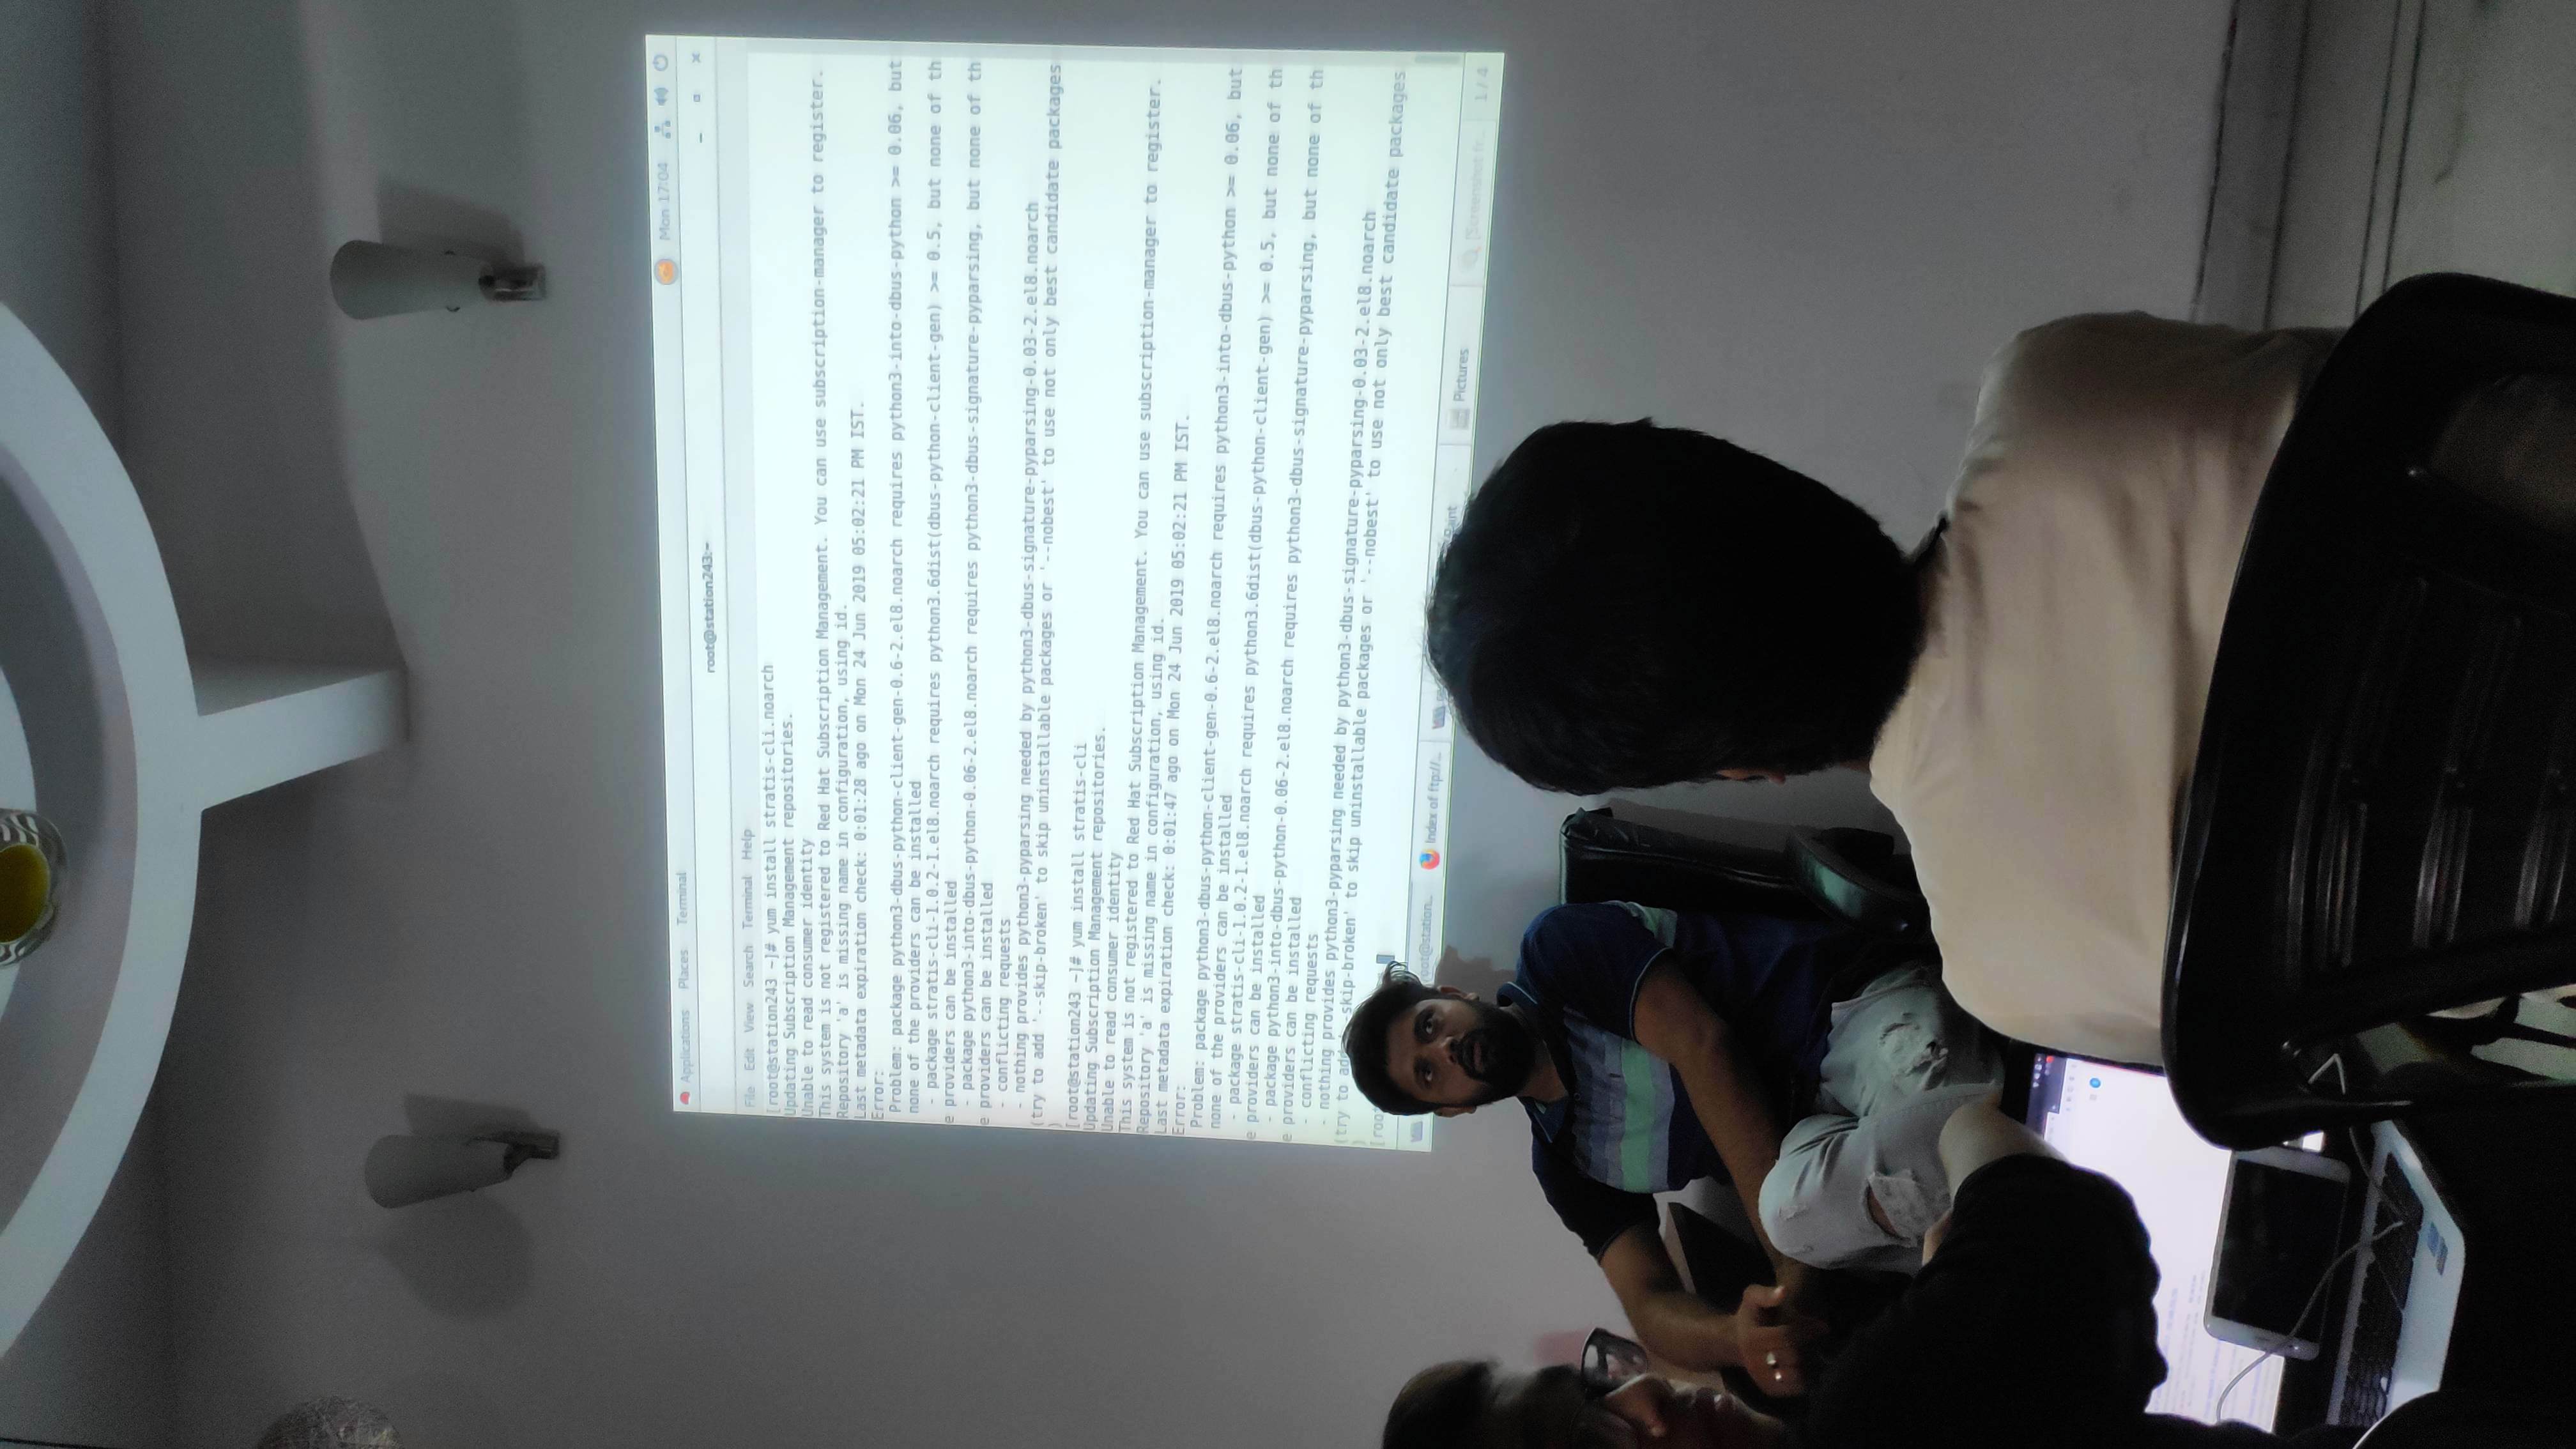 Applications Places Terminal Mon 17:04
root@station243:~
File Edit View Search Terminal Help
[root@station243 ~]# yum install stratis-cli.noarch
Updating Subscription Management repositories.
Unable to read consumer identity
This system is not registered to Red Hat Subscription Management. You can use subscription-manager to register.
Repository 'a' is missing name in configuration, using id.
Last metadata expiration check: 0:01:28 ago on Mon 24 Jun 2019 05:02:21 PM IST.
Error:
Problem: package python3-dbus-python-client-gen-0.6-2.el8.noarch requires python3-into-dbus-python >= 0.06, but
none of the providers can be installed
- package stratis-cli-1.0.2-1.el8.noarch requires python3.6dist(dbus-python-client-gen) >= 0.5, but none of th
e providers can be installed
- package python3-into-dbus-python-0.06-2.el8.noarch requires python3-dbus-signature-pyparsing, but none of th
e providers can be installed
- conflicting requests
- nothing provides python3-pyparsing needed by python3-dbus-signature-pyparsing-0.03-2.el8.noarch
(try to add '--skip-broken' to skip uninstallable packages or '--nobest' to use not only best candidate packages
)
[root@station243 ~]# yum install stratis-cli
Updating Subscription Management repositories.
Unable to read consumer identity
This system is not registered to Red Hat Subscription Management. You can use subscription-manager to register.
Repository 'a' is missing name in configuration, using id.
Last metadata expiration check: 0:01:47 ago on Mon 24 Jun 2019 05:02:21 PM IST.
Error:
Problem: package python3-dbus-python-client-gen-0.6-2.el8.noarch requires python3-into-dbus-python >= 0.06, but
none of the providers can be installed
- package stratis-cli-1.0.2-1.el8.noarch requires python3.6dist(dbus-python-client-gen) >= 0.5, but none of th
e providers can be installed
- package python3-into-dbus-python-0.06-2.el8.noarch requires python3-dbus-signature-pyparsing, but none of th
e providers can be installed
- conflicting requests
- nothing provides python3-pyparsing needed by python3-dbus-signature-pyparsing-0.03-2.el8.noarch
(try to add -skip-broken' to skip uninstallable packages or '--nobest' to use not only best candidate packages
)
[root
root@station... Index of ftp://... Paint Pictures [Screenshot fr... 1 / 4